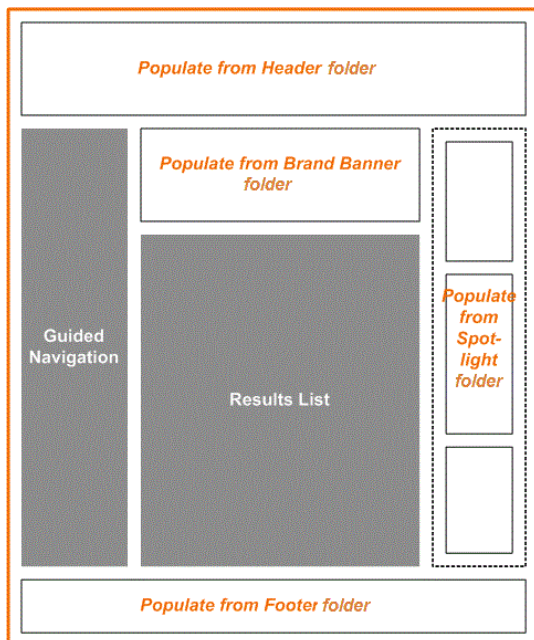 Populate from Header folder
Populate from Brand Banner
folder
Guided
Navigation
Results List
Populate
from
Spot-
light
folder
Populate from Footer folder